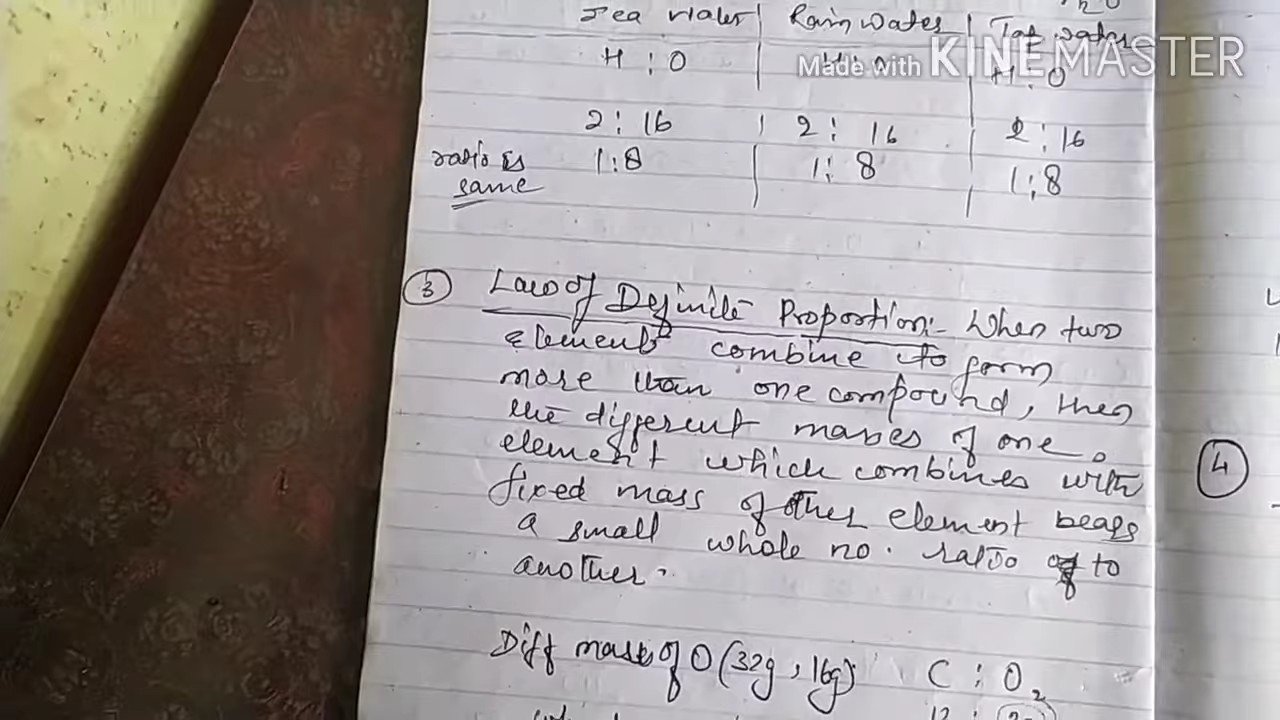 Sea water | Rain water | Tap water
H : O | H : O | H : O
2 : 16 | 2 : 16 | 2 : 16
ratio is 1:8 | 1 : 8 | 1 : 8
same
Made with KINEMASTER
3 Law of Definite Proportion:- When two
elements combine to form
more than one compound, then
the different masses of one
element which combines with
fixed mass of other element bears
a small whole no. ratio to
another.
4
Diff mass of O (32g, 16g) C : O2
12 :